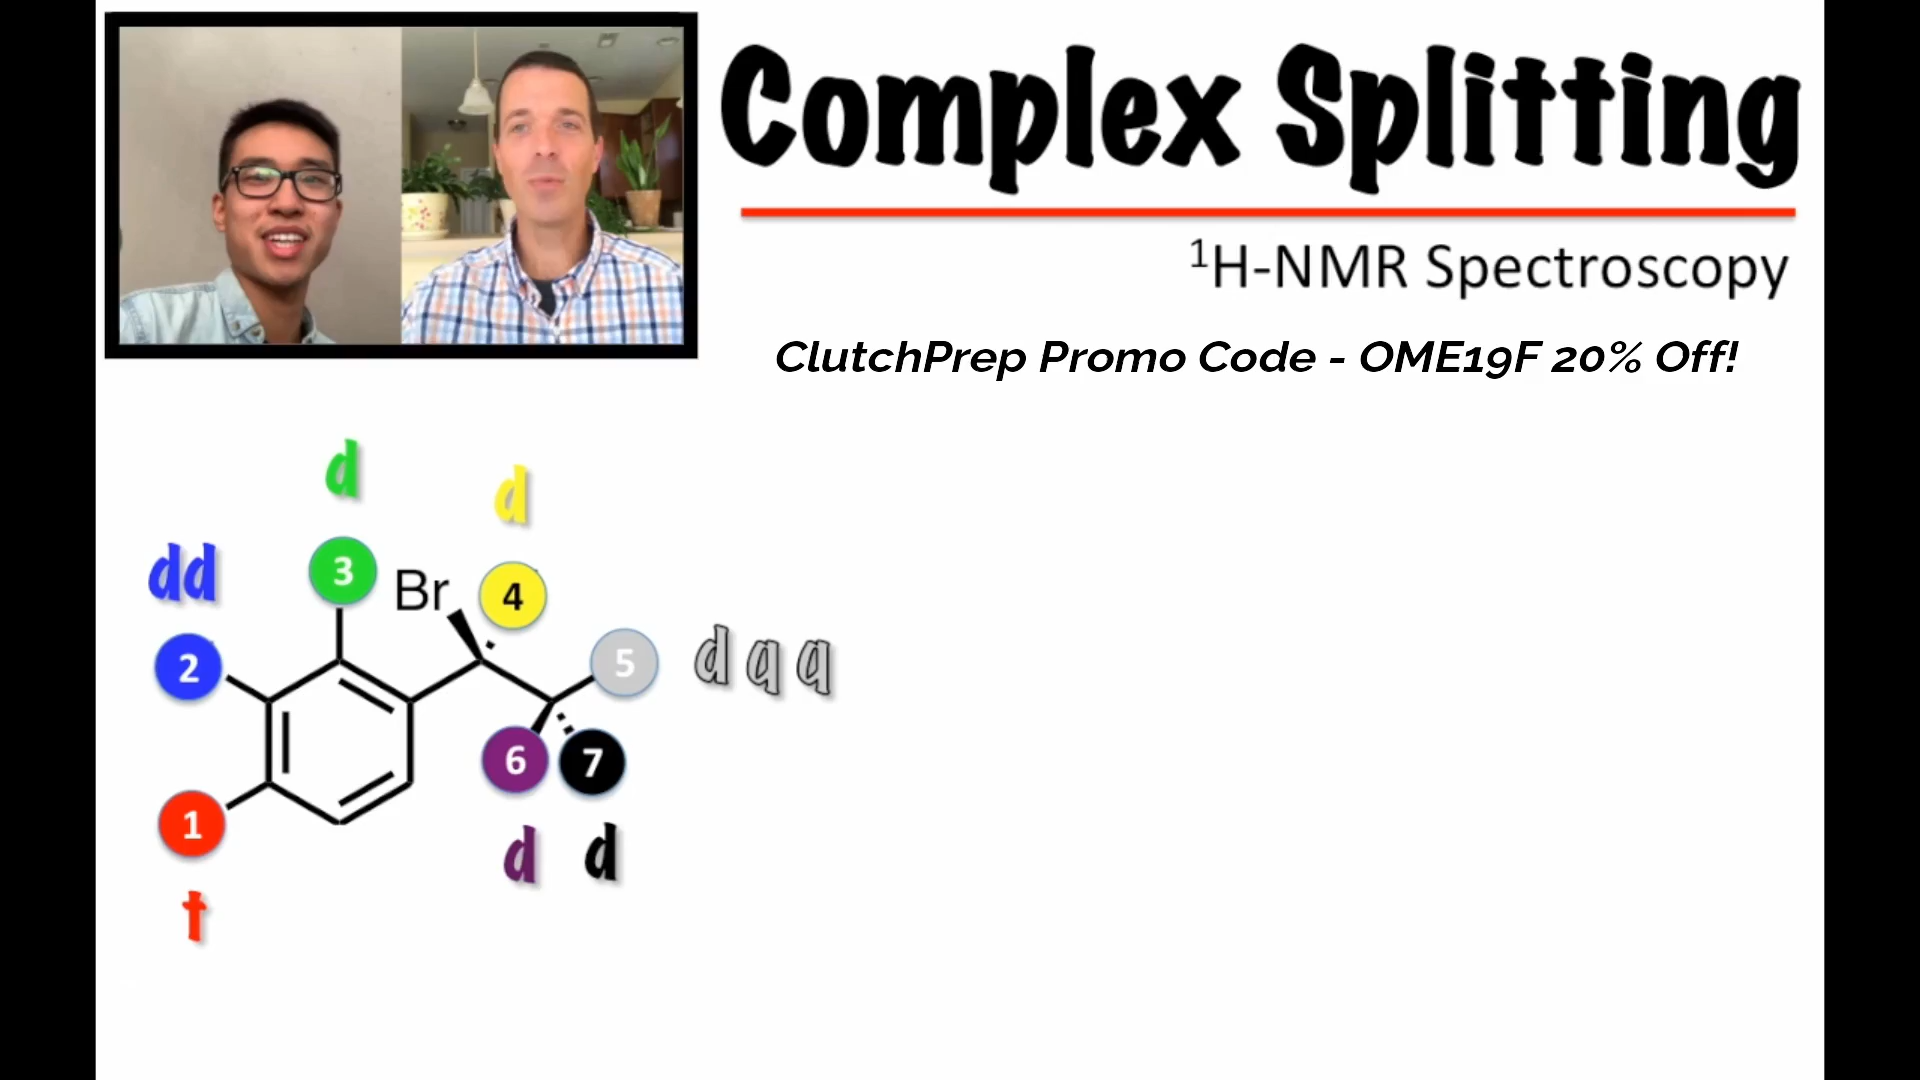 Complex Splitting
¹H-NMR Spectroscopy
ClutchPrep Promo Code - OME19F 20% Off!
d
d
dd
3
Br
4
2
5
d q q
6
7
1
d
d
t